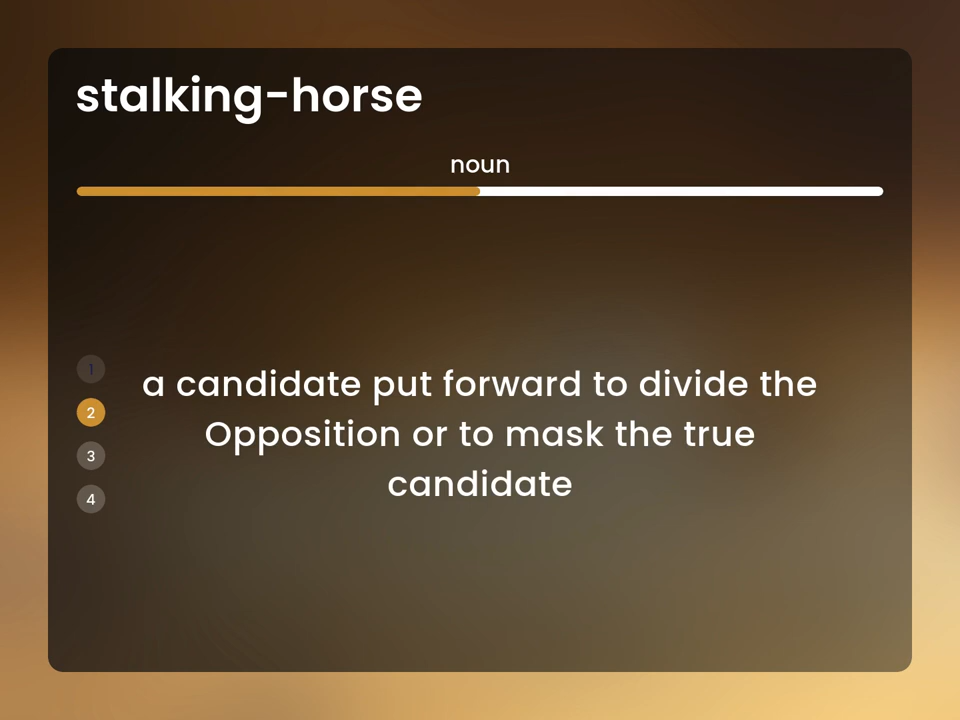 stalking-horse
noun
1
2
3
4
a candidate put forward to divide the
Opposition or to mask the true
candidate